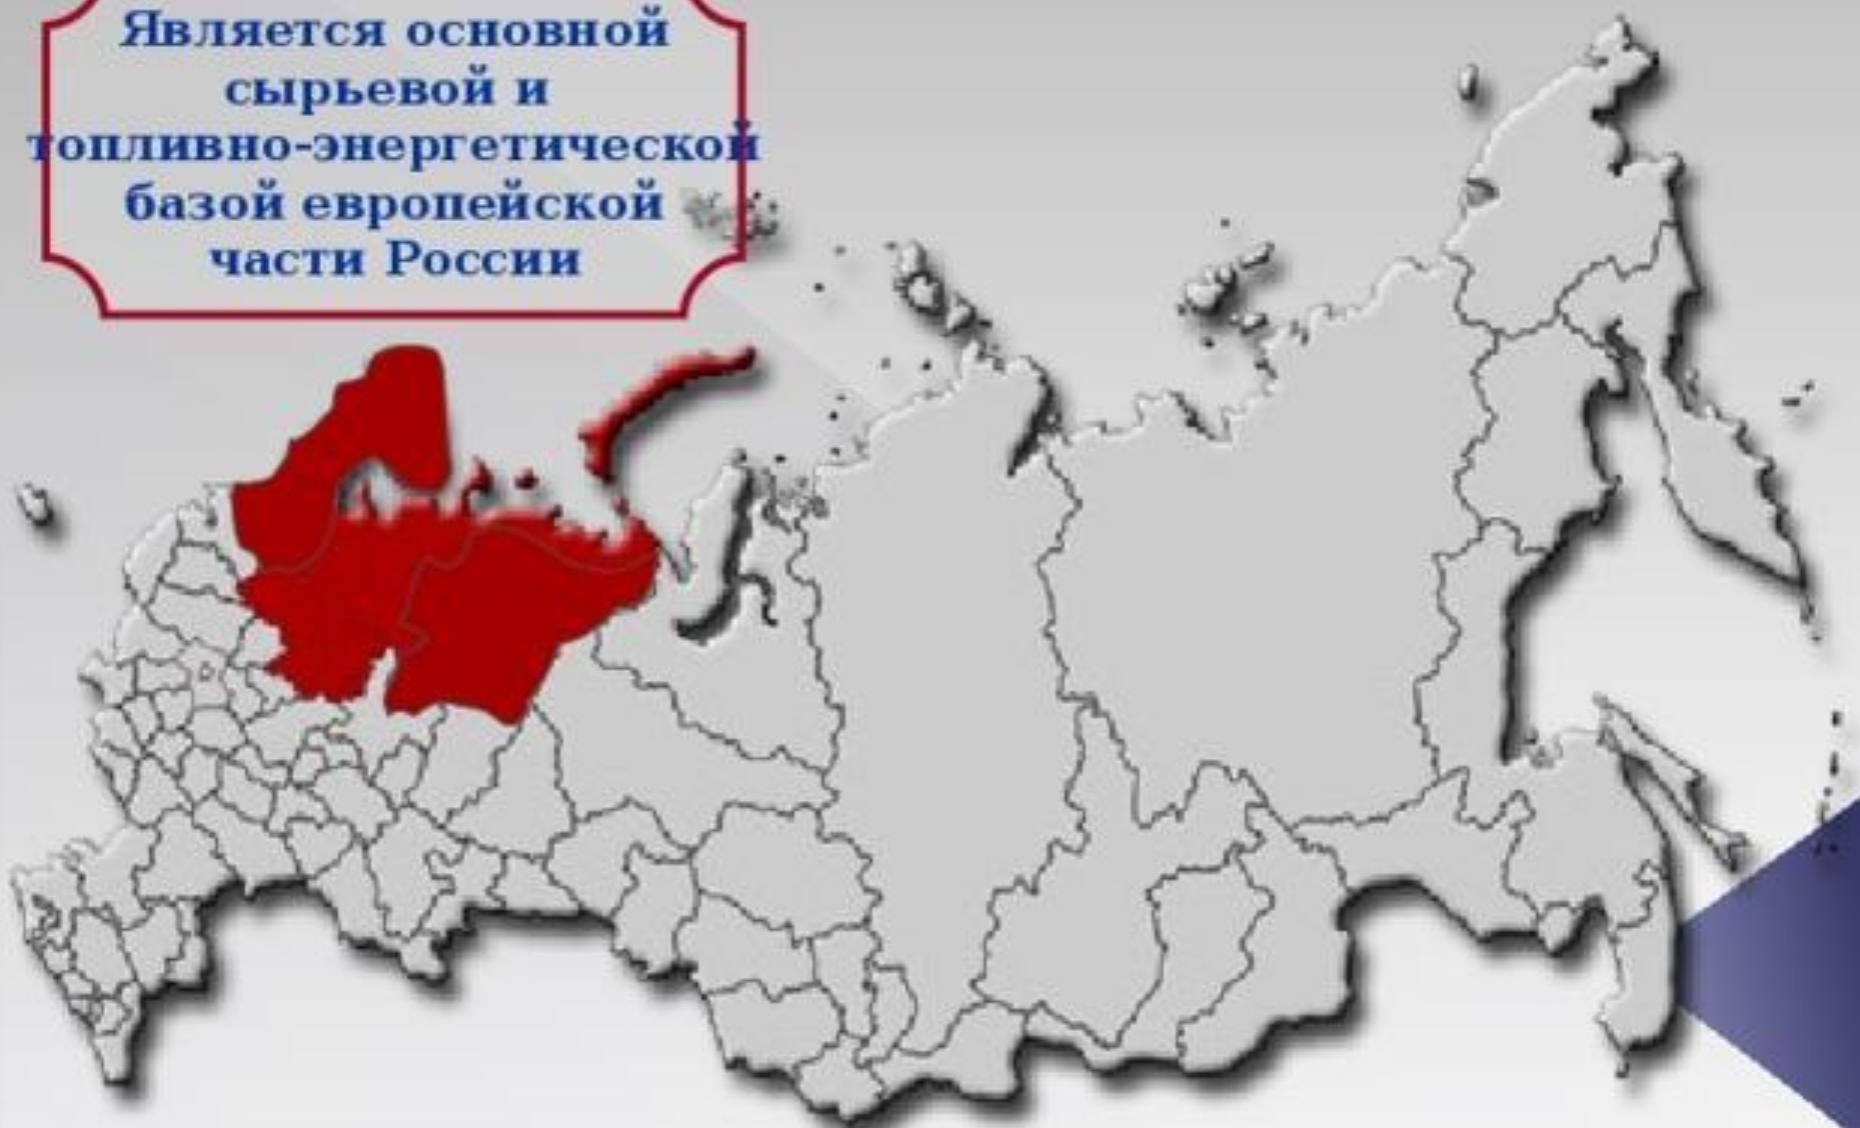 Является основной
сырьевой и
топливно-энергетической
базой европейской
части России